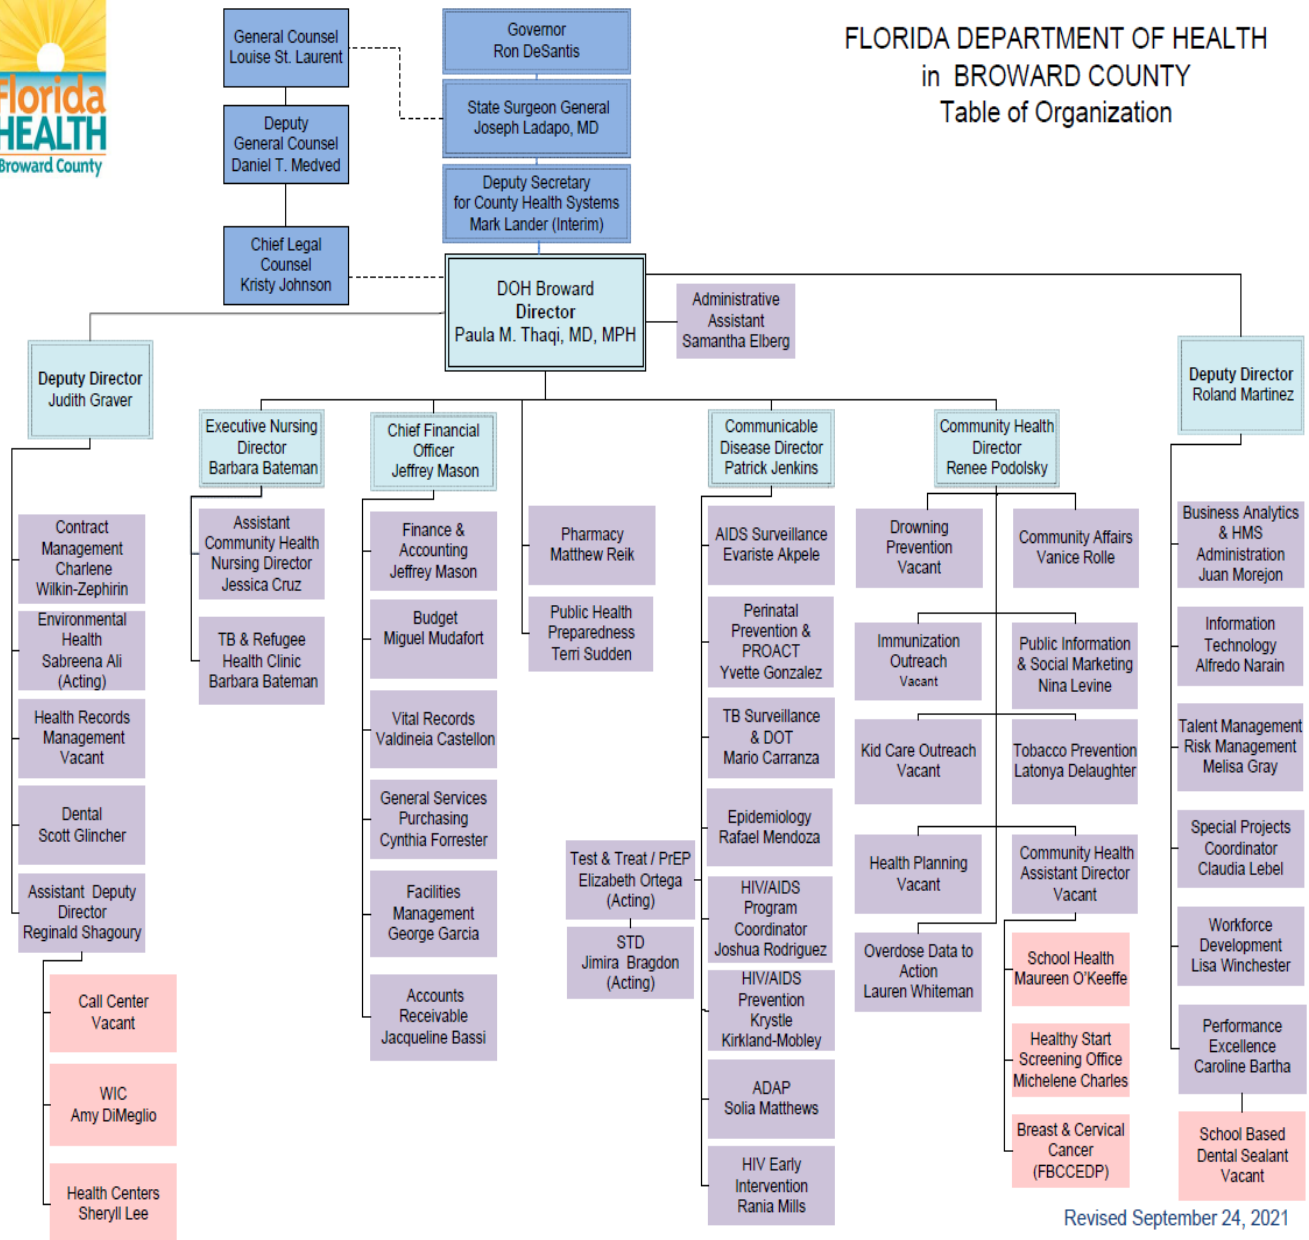 Florida
HEALTH
Broward County
FLORIDA DEPARTMENT OF HEALTH
in BROWARD COUNTY
Table of Organization
General Counsel
Louise St. Laurent
Deputy
General Counsel
Daniel T. Medved
Chief Legal
Counsel
Kristy Johnson
Governor
Ron DeSantis
State Surgeon General
Joseph Ladapo, MD
Deputy Secretary
for County Health Systems
Mark Lander (Interim)
DOH Broward
Director
Paula M. Thaqi, MD, MPH
Administrative
Assistant
Samantha Elberg
Deputy Director
Judith Graver
Contract
Management
Charlene
Wilkin-Zephirin
Environmental
Health
Sabreena Ali
(Acting)
Health Records
Management
Vacant
Dental
Scott Glincher
Assistant Deputy
Director
Reginald Shagoury
Call Center
Vacant
WIC
Amy DiMeglio
Health Centers
Sheryll Lee
Executive Nursing
Director
Barbara Bateman
Assistant
Community Health
Nursing Director
Jessica Cruz
TB & Refugee
Health Clinic
Barbara Bateman
Chief Financial
Officer
Jeffrey Mason
Finance &
Accounting
Jeffrey Mason
Budget
Miguel Mudafort
Vital Records
Valdineia Castellon
General Services
Purchasing
Cynthia Forrester
Facilities
Management
George Garcia
Accounts
Receivable
Jacqueline Bassi
Pharmacy
Matthew Reik
Public Health
Preparedness
Terri Sudden
Communicable
Disease Director
Patrick Jenkins
AIDS Surveillance
Evariste Akpele
Perinatal
Prevention &
PROACT
Yvette Gonzalez
TB Surveillance
& DOT
Mario Carranza
Epidemiology
Rafael Mendoza
Test & Treat / PrEP
Elizabeth Ortega
(Acting)
STD
Jimira Bragdon
(Acting)
HIV/AIDS
Program
Coordinator
Joshua Rodriguez
HIV/AIDS
Prevention
Krystle
Kirkland-Mobley
ADAP
Solia Matthews
HIV Early
Intervention
Rania Mills
Community Health
Director
Renee Podolsky
Drowning
Prevention
Vacant
Community Affairs
Vanice Rolle
Immunization
Outreach
Vacant
Public Information
& Social Marketing
Nina Levine
Kid Care Outreach
Vacant
Tobacco Prevention
Latonya Delaughter
Health Planning
Vacant
Community Health
Assistant Director
Vacant
Overdose Data to
Action
Lauren Whiteman
School Health
Maureen O'Keeffe
Healthy Start
Screening Office
Michelene Charles
Breast & Cervical
Cancer
(FBCCEDP)
Deputy Director
Roland Martinez
Business Analytics
& HMS
Administration
Juan Morejon
Information
Technology
Alfredo Narain
Talent Management
Risk Management
Melisa Gray
Special Projects
Coordinator
Claudia Lebel
Workforce
Development
Lisa Winchester
Performance
Excellence
Caroline Bartha
School Based
Dental Sealant
Vacant
Revised September 24, 2021